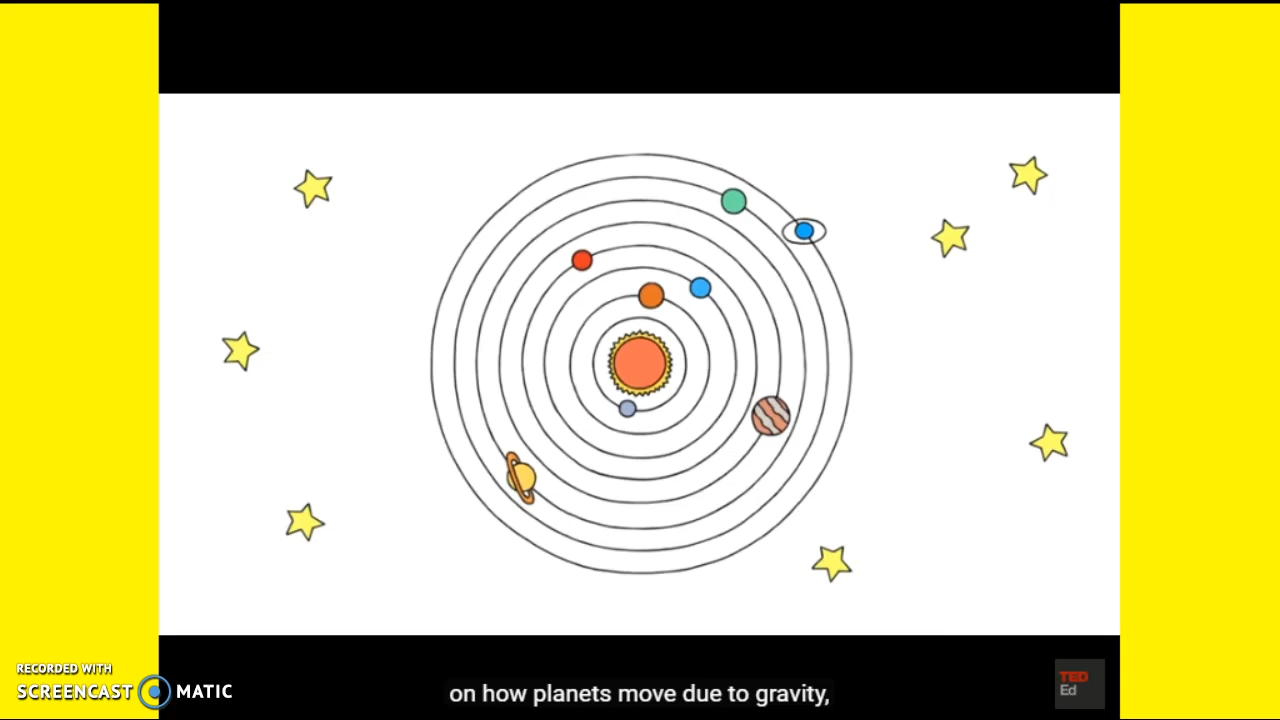 RECORDED WITH
SCREENCAST MATIC
on how planets move due to gravity,
TED
Ed